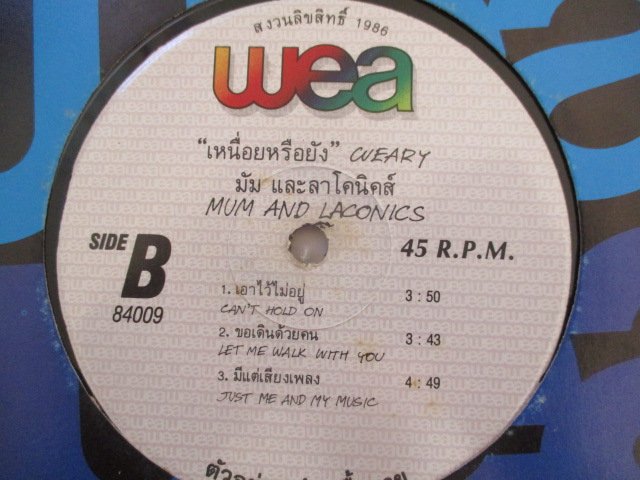 สงวนลิขสิทธิ์ 1986
wea
“เหนื่อยหรือยัง” WEARY
มัม และลาโคนิคส์
MUM AND LACONICS
SIDE B
84009
45 R.P.M.
1. เอาไว้ไม่อยู่ 3 : 50
CAN'T HOLD ON
2. ขอเดินด้วยคน 3 : 43
LET ME WALK WITH YOU
3. มีแต่เสียงเพลง 4 : 49
JUST ME AND MY MUSIC